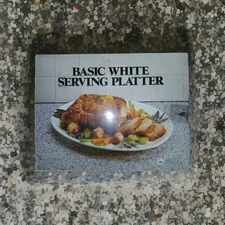 BASIC WHITE
SERVING PLATTER